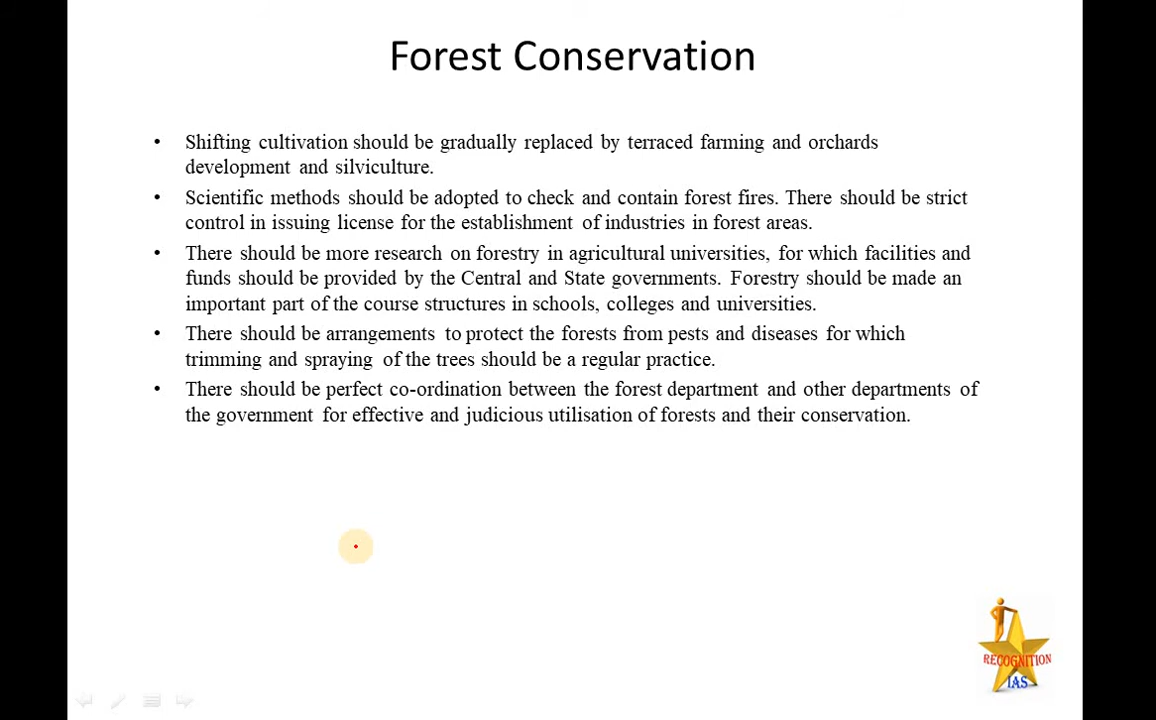 Forest Conservation
• Shifting cultivation should be gradually replaced by terraced farming and orchards
development and silviculture.
• Scientific methods should be adopted to check and contain forest fires. There should be strict
control in issuing license for the establishment of industries in forest areas.
• There should be more research on forestry in agricultural universities, for which facilities and
funds should be provided by the Central and State governments. Forestry should be made an
important part of the course structures in schools, colleges and universities.
• There should be arrangements to protect the forests from pests and diseases for which
trimming and spraying of the trees should be a regular practice.
• There should be perfect co-ordination between the forest department and other departments of
the government for effective and judicious utilisation of forests and their conservation.
RECOGNITION
IAS